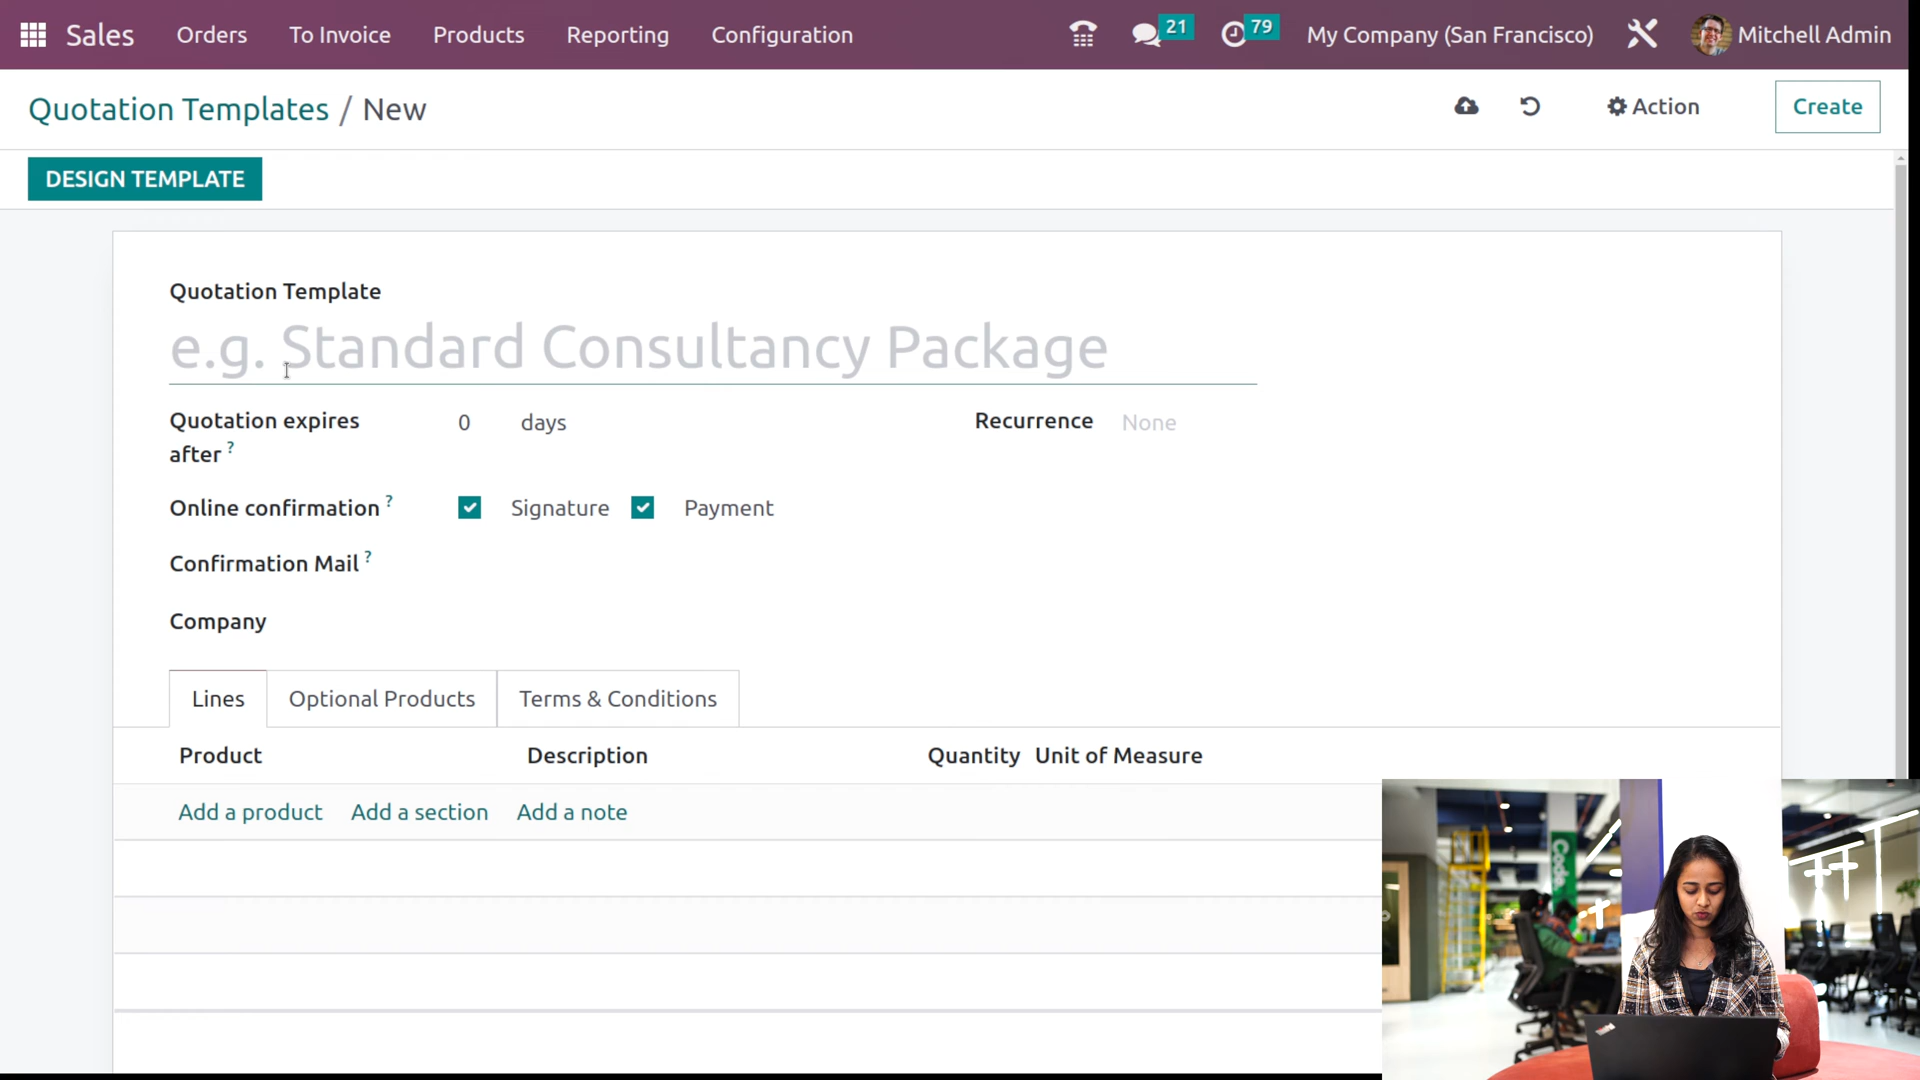 Sales Orders To Invoice Products Reporting Configuration 21 79 My Company (San Francisco) Mitchell Admin
Quotation Templates / New Action Create
DESIGN TEMPLATE
Quotation Template
e.g. Standard Consultancy Package
Quotation expires after ? 0 days Recurrence None
Online confirmation ? Signature Payment
Confirmation Mail ?
Company
Lines Optional Products Terms & Conditions
Product Description Quantity Unit of Measure
Add a product Add a section Add a note
Code.